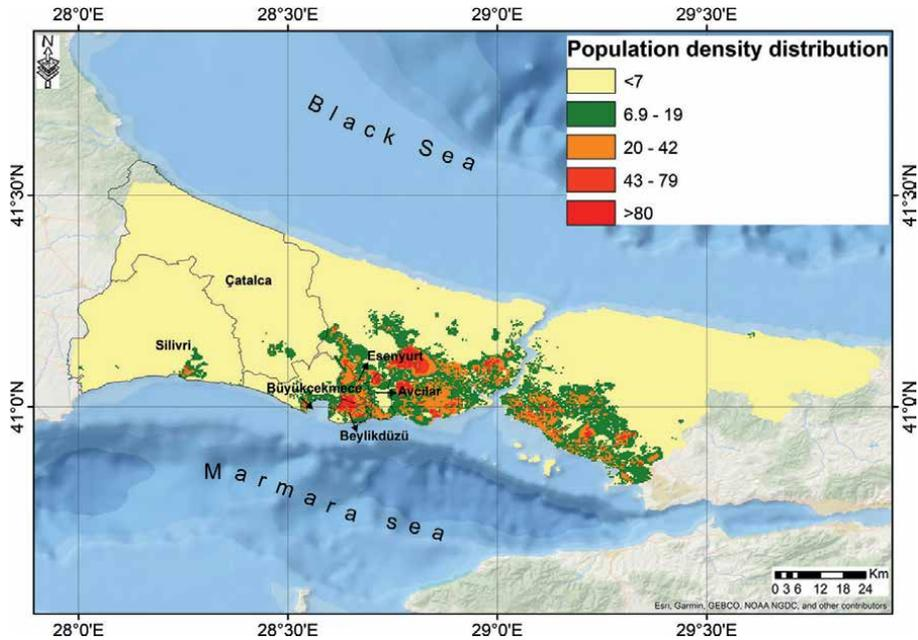 28°0'E 28°30'E 29°0'E 29°30'E
N
Population density distribution
<7
6.9 - 19
20 - 42
43 - 79
>80
Black Sea
41°30'N 41°30'N
Çatalca
Silivri
Esenyurt
Büyükçekmece
Avcılar
41°0'N 41°0'N
Beylikdüzü
Marmara sea
Km
0 3 6 12 18 24
Esri, Garmin, GEBCO, NOAA NGDC, and other contributors
28°0'E 28°30'E 29°0'E 29°30'E